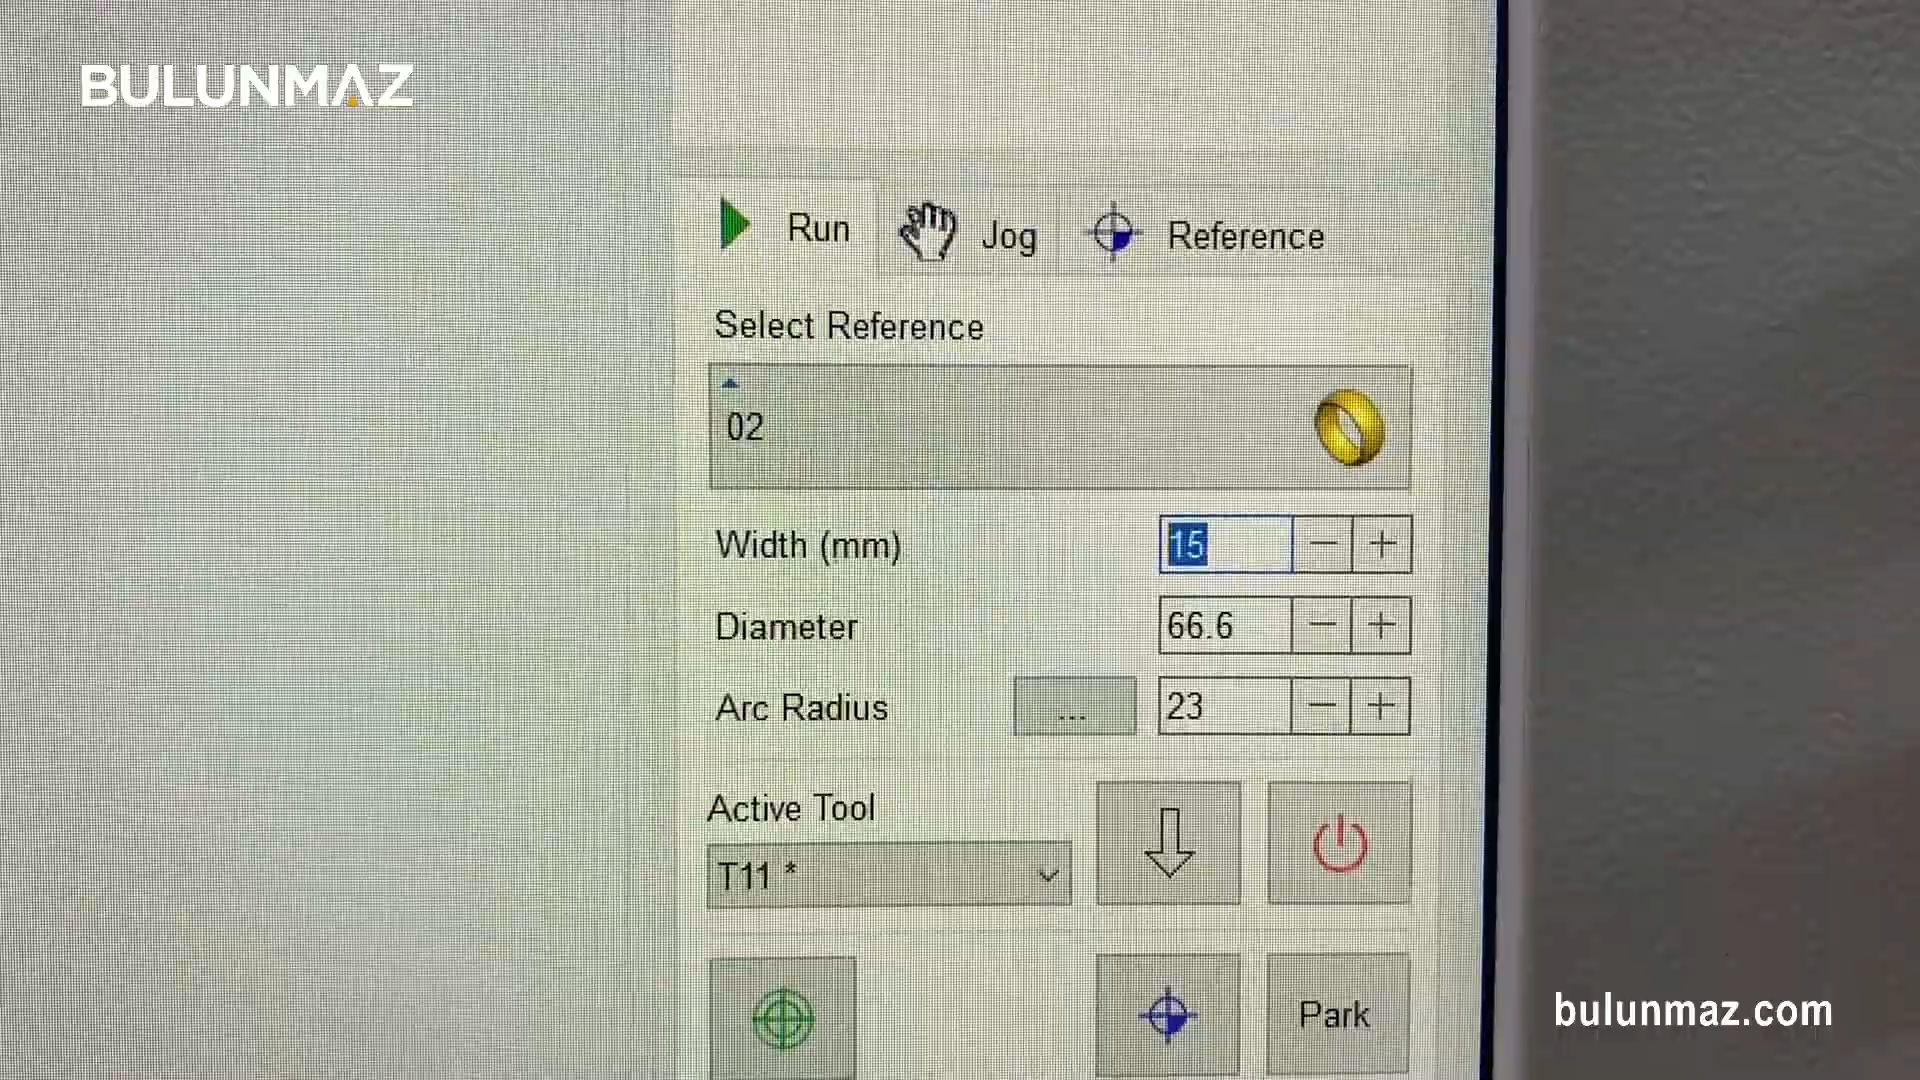 BULUNMAZ
Run Jog Reference
Select Reference
02
Width (mm) 15 − +
Diameter 66.6 − +
Arc Radius ... 23 − +
Active Tool
T11 *
Park
bulunmaz.com